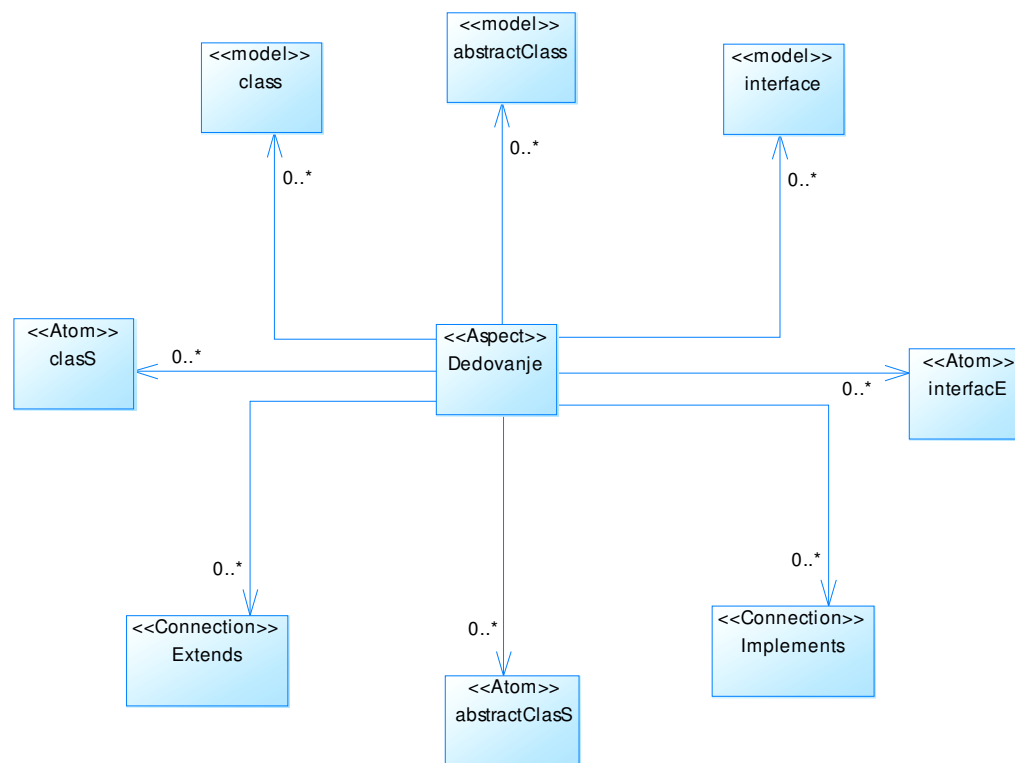 <<model>>
abstractClass
<<model>>
class
<<model>>
interface
0..*
0..*
0..*
<<Atom>>
clasS
0..*
<<Aspect>>
Dedovanje
0..*
<<Atom>>
interfacE
0..*
0..*
0..*
<<Connection>>
Extends
<<Connection>>
Implements
<<Atom>>
abstractClasS